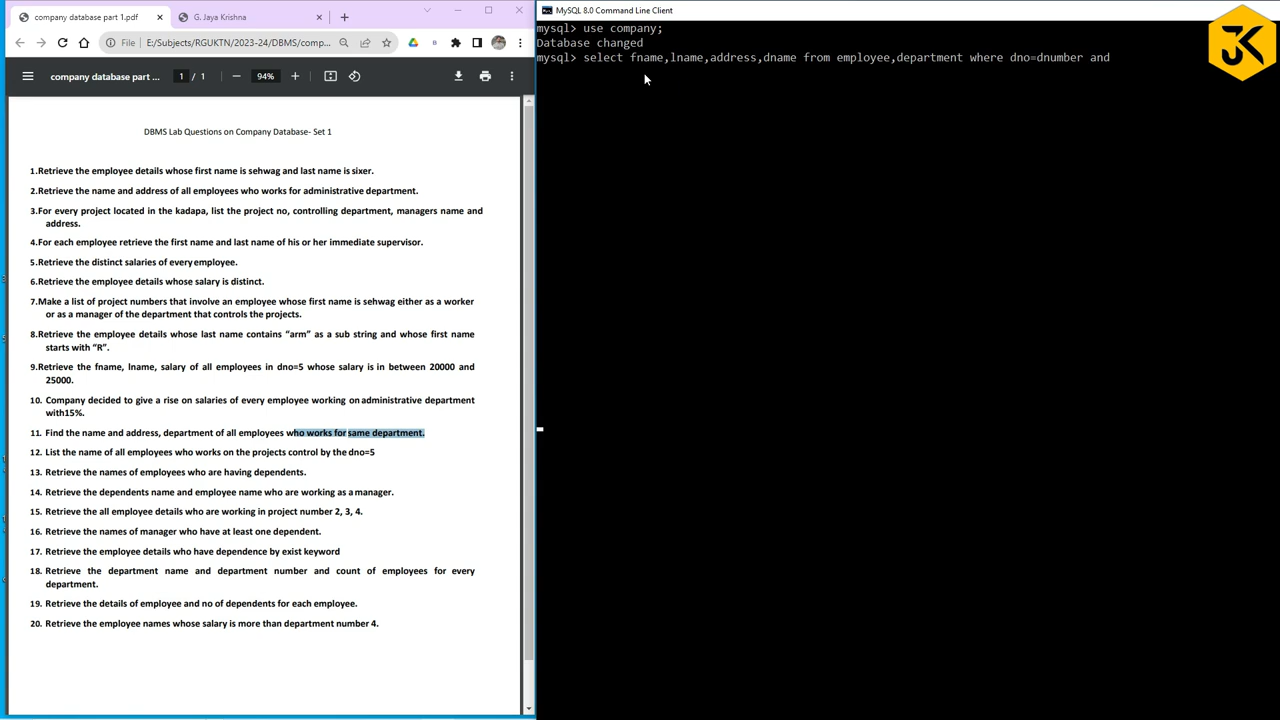 company database part 1.pdf
G. Jaya Krishna
File
E:/Subjects/RGUKTN/2023-24/DBMS/comp...
company database part ...
1 / 1
94%
DBMS Lab Questions on Company Database- Set 1
1.Retrieve the employee details whose first name is sehwag and last name is sixer.
2.Retrieve the name and address of all employees who works for administrative department.
3.For every project located in the kadapa, list the project no, controlling department, managers name and
address.
4.For each employee retrieve the first name and last name of his or her immediate supervisor.
5.Retrieve the distinct salaries of every employee.
6.Retrieve the employee details whose salary is distinct.
7.Make a list of project numbers that involve an employee whose first name is sehwag either as a worker
or as a manager of the department that controls the projects.
8.Retrieve the employee details whose last name contains “arm” as a sub string and whose first name
starts with “R”.
9.Retrieve the fname, lname, salary of all employees in dno=5 whose salary is in between 20000 and
25000.
10. Company decided to give a rise on salaries of every employee working on administrative department
with15%.
11. Find the name and address, department of all employees who works for same department.
12. List the name of all employees who works on the projects control by the dno=5
13. Retrieve the names of employees who are having dependents.
14. Retrieve the dependents name and employee name who are working as a manager.
15. Retrieve the all employee details who are working in project number 2, 3, 4.
16. Retrieve the names of manager who have at least one dependent.
17. Retrieve the employee details who have dependence by exist keyword
18. Retrieve the department name and department number and count of employees for every
department.
19. Retrieve the details of employee and no of dependents for each employee.
20. Retrieve the employee names whose salary is more than department number 4.
MySQL 8.0 Command Line Client
mysql> use company;
Database changed
mysql> select fname,lname,address,dname from employee,department where dno=dnumber and
JK